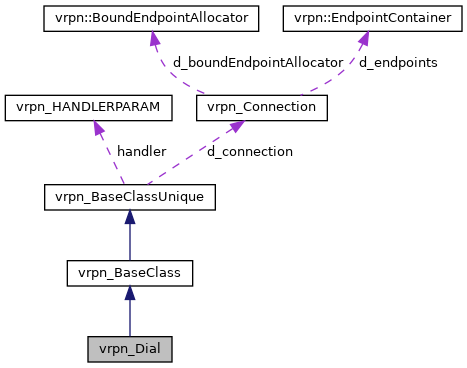 vrpn::BoundEndpointAllocator
vrpn::EndpointContainer
d_boundEndpointAllocator
d_endpoints
vrpn_HANDLERPARAM
vrpn_Connection
handler
d_connection
vrpn_BaseClassUnique
vrpn_BaseClass
vrpn_Dial